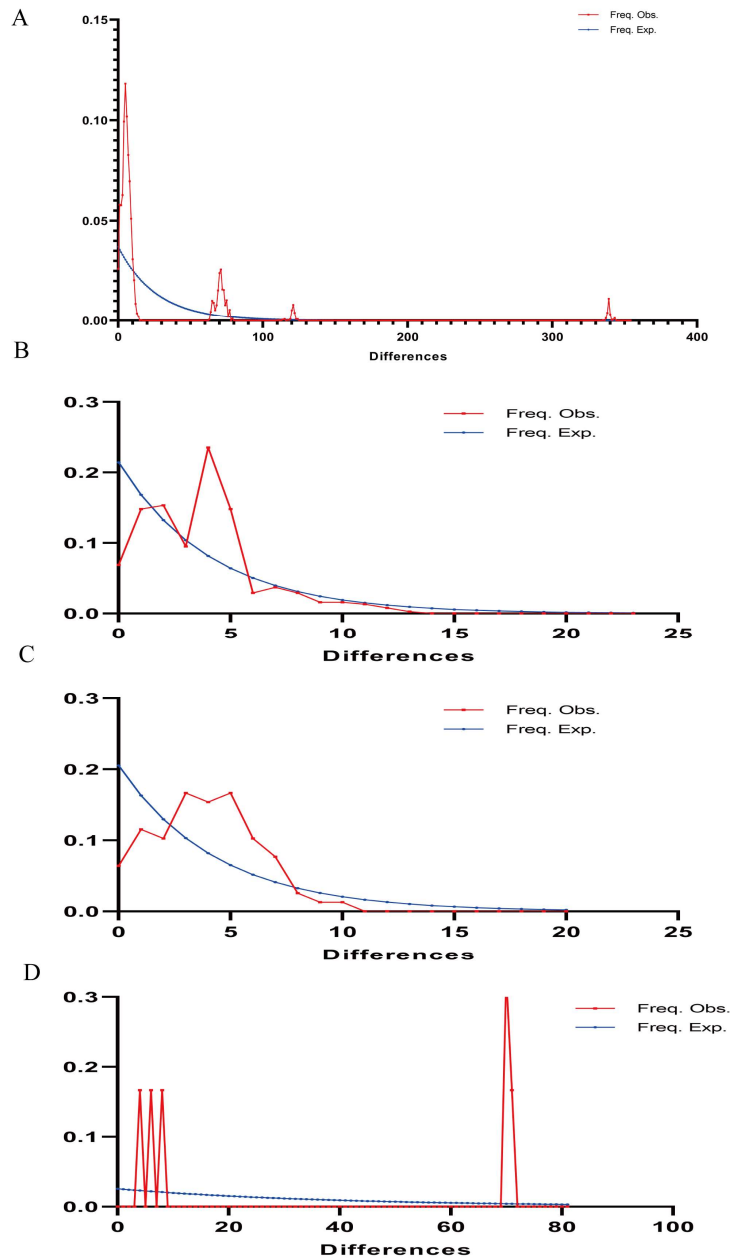 A
0.15
Freq. Obs.
Freq. Exp.
0.10
0.05
0.00
0 100 200 300 400
Differences
B
0.3
Freq. Obs.
Freq. Exp.
0.2
0.1
0.0
0 5 10 15 20 25
Differences
C
0.3
Freq. Obs.
Freq. Exp.
0.2
0.1
0.0
0 5 10 15 20 25
Differences
D
0.3
Freq. Obs.
Freq. Exp.
0.2
0.1
0.0
0 20 40 60 80 100
Differences